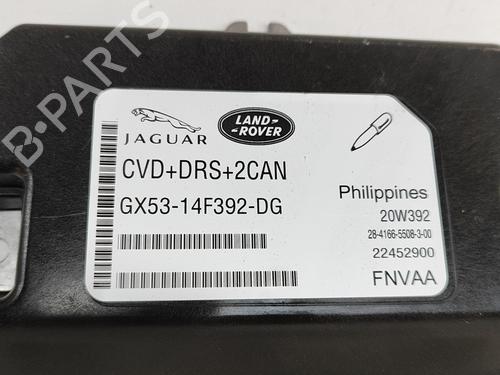 B-PARTS
JAGUAR
LAND-
-ROVER
CVD+DRS+2CAN
GX53-14F392-DG
Philippines
20W392
28-4166-5508-3-00
22452900
FNVAA